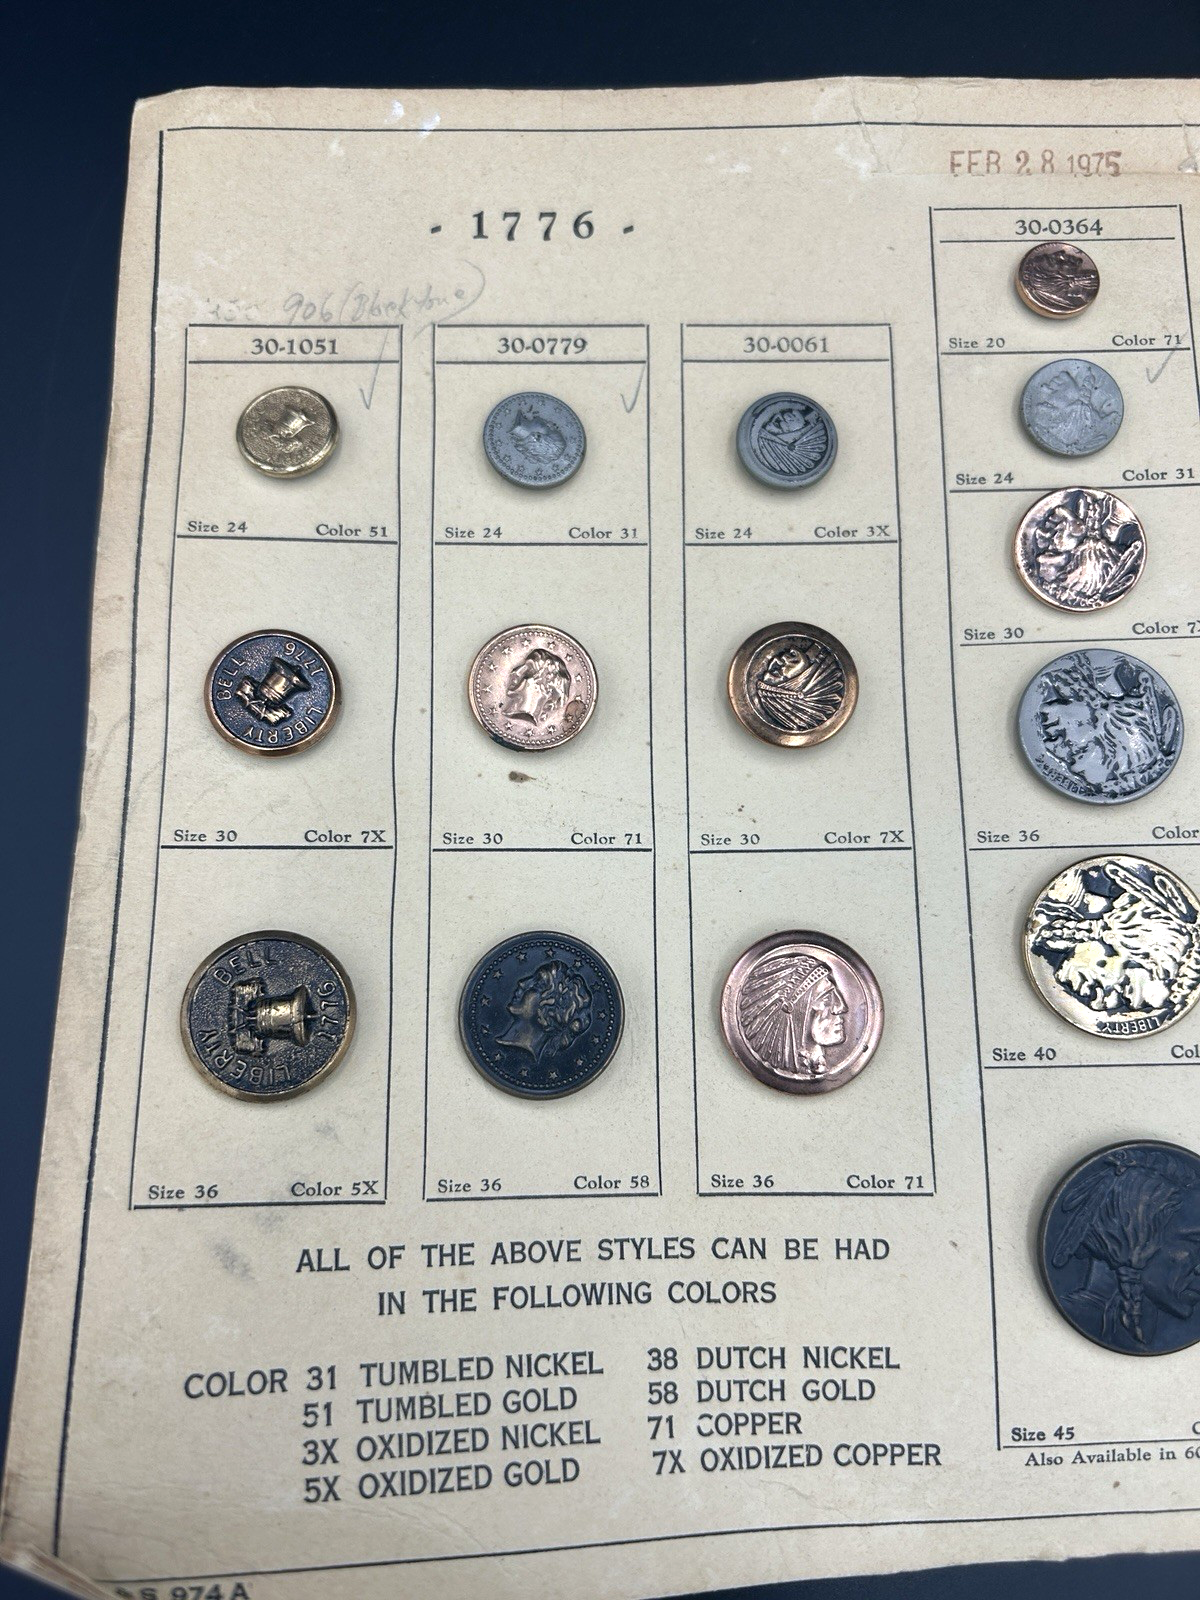 FEB 28 1975
- 1776 -
906 (Blacktone)
30-1051
Size 24 Color 51
BELL 1776 LIBERTY
Size 30 Color 7X
LIBERTY BELL 1776
Size 36 Color 5X
30-0779
Size 24 Color 31
Size 30 Color 71
Size 36 Color 58
30-0061
Size 24 Color 3X
Size 30 Color 7X
Size 36 Color 71
30-0364
Size 20 Color 71
Size 24 Color 31
Size 30
Size 36 Color
LIBERTY
Size 40
Size 45
Also Available in
ALL OF THE ABOVE STYLES CAN BE HAD
IN THE FOLLOWING COLORS
COLOR 31 TUMBLED NICKEL 38 DUTCH NICKEL
51 TUMBLED GOLD 58 DUTCH GOLD
3X OXIDIZED NICKEL 71 COPPER
5X OXIDIZED GOLD 7X OXIDIZED COPPER
S 974 A